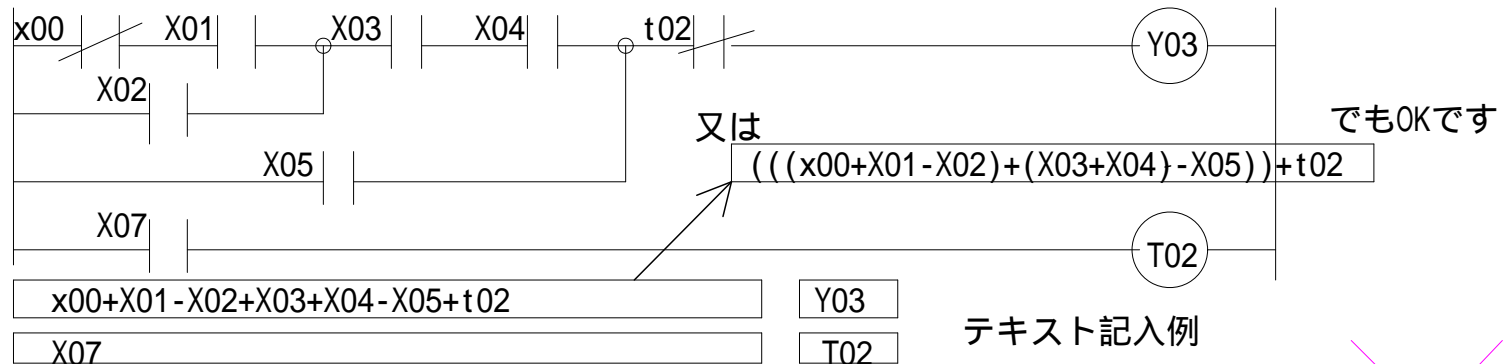 x00 X01 X03 X04 t02 Y03
X02
又は でもOKです
X05 (((x00+X01-X02)+(X03+X04)-X05))+t02
X07 T02
x00+X01-X02+X03+X04-X05+t02 Y03
テキスト記入例
X07 T02